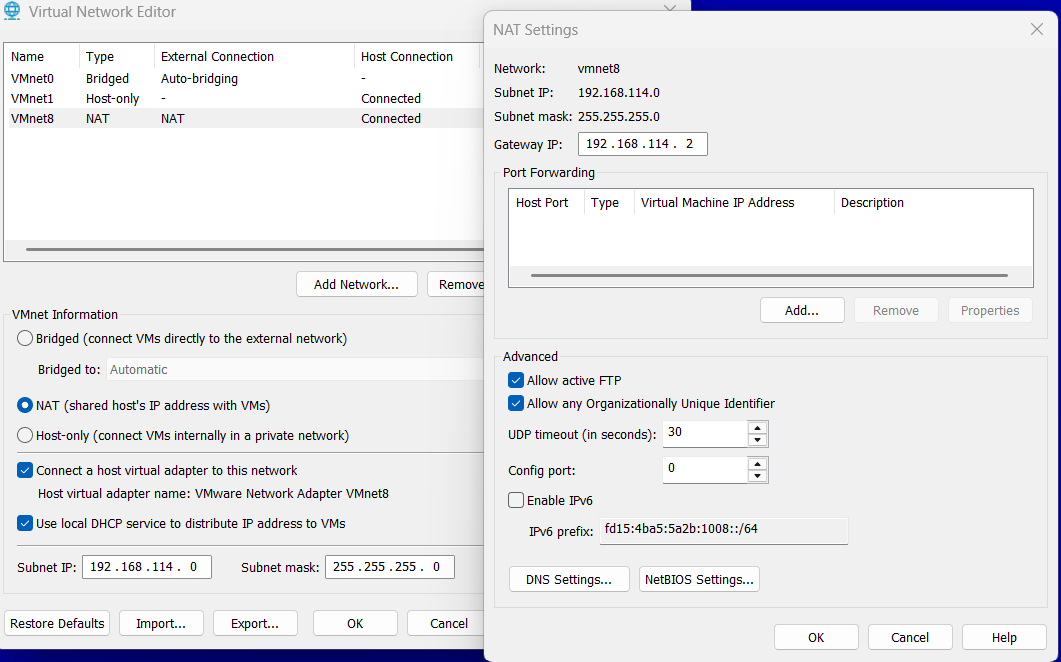 Virtual Network Editor
Name Type External Connection Host Connection
VMnet0 Bridged Auto-bridging -
VMnet1 Host-only - Connected
VMnet8 NAT NAT Connected
Add Network... Remove
VMnet Information
Bridged (connect VMs directly to the external network)
Bridged to: Automatic
NAT (shared host's IP address with VMs)
Host-only (connect VMs internally in a private network)
Connect a host virtual adapter to this network
Host virtual adapter name: VMware Network Adapter VMnet8
Use local DHCP service to distribute IP address to VMs
Subnet IP: 192 . 168 . 114 . 0 Subnet mask: 255 . 255 . 255 . 0
Restore Defaults Import... Export... OK Cancel
NAT Settings
Network: vmnet8
Subnet IP: 192.168.114.0
Subnet mask: 255.255.255.0
Gateway IP: 192 . 168 . 114 . 2
Port Forwarding
Host Port Type Virtual Machine IP Address Description
Add... Remove Properties
Advanced
Allow active FTP
Allow any Organizationally Unique Identifier
UDP timeout (in seconds): 30
Config port: 0
Enable IPv6
IPv6 prefix: fd15:4ba5:5a2b:1008::/64
DNS Settings... NetBIOS Settings...
OK Cancel Help